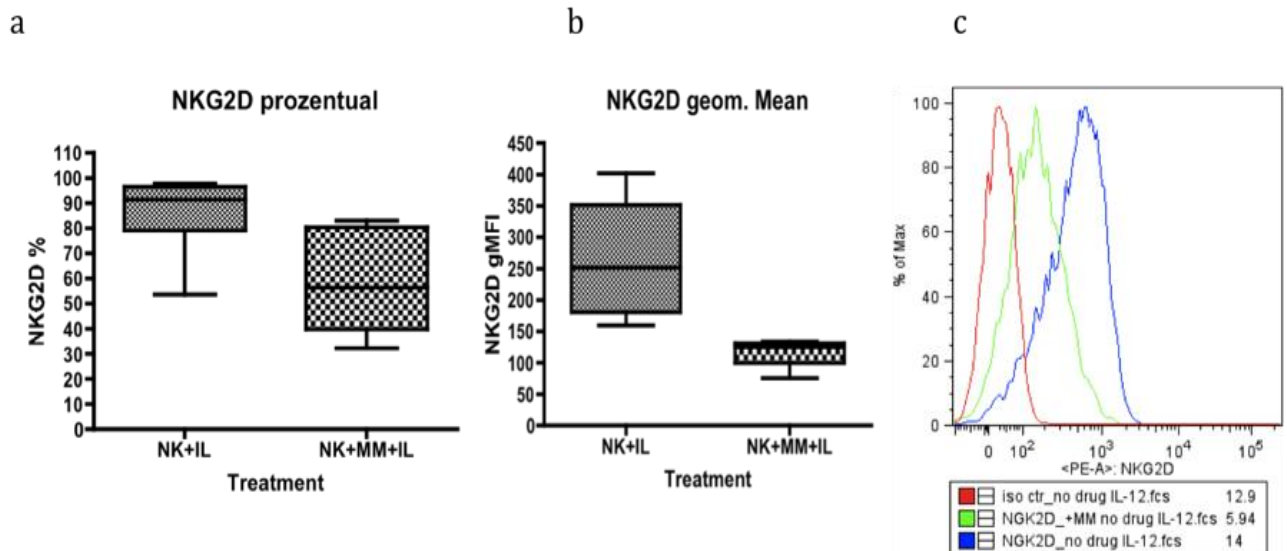 a
b
c
NKG2D prozentual
NKG2D %
110
100
90
80
70
60
50
40
30
20
10
0
NK+IL
NK+MM+IL
Treatment
NKG2D geom. Mean
NKG2D gMFI
450
400
350
300
250
200
150
100
50
0
NK+IL
NK+MM+IL
Treatment
% of Max
100
80
60
40
20
0
0 10² 10³ 10⁴ 10⁵
<PE-A>: NKG2D
iso ctr_no drug IL-12.fcs 12.9
NGK2D_+MM no drug IL-12.fcs 5.94
NGK2D_no drug IL-12.fcs 14